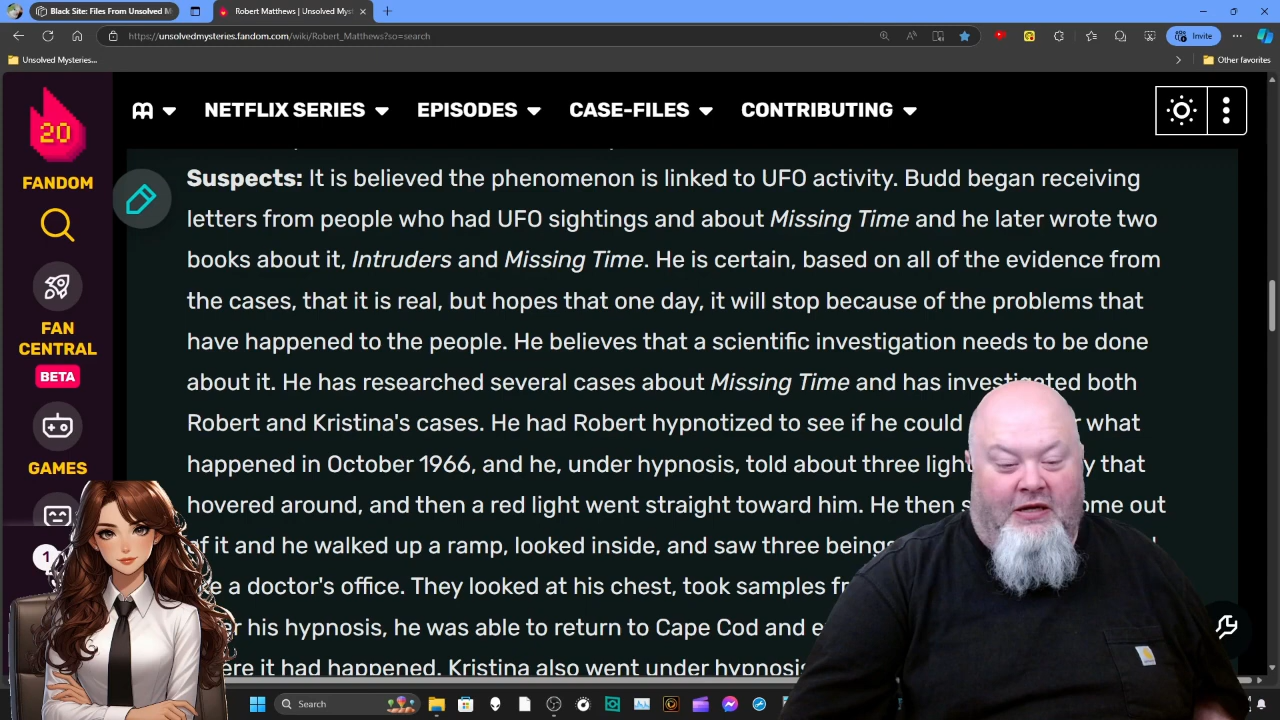 Black Site: Files From Unsolved M
Robert Matthews | Unsolved Mys
https://unsolvedmysteries.fandom.com/wiki/Robert_Matthews?so=search
Invite
Unsolved Mysteries...
Other favorites
20
FANDOM
FAN
CENTRAL
BETA
GAMES
1
NETFLIX SERIES
EPISODES
CASE-FILES
CONTRIBUTING
Suspects: It is believed the phenomenon is linked to UFO activity. Budd began receiving
letters from people who had UFO sightings and about Missing Time and he later wrote two
books about it, Intruders and Missing Time. He is certain, based on all of the evidence from
the cases, that it is real, but hopes that one day, it will stop because of the problems that
have happened to the people. He believes that a scientific investigation needs to be done
about it. He has researched several cases about Missing Time and has investigated both
Robert and Kristina's cases. He had Robert hypnotized to see if he could what
happened in October 1966, and he, under hypnosis, told about three light that
hovered around, and then a red light went straight toward him. He then come out
of it and he walked up a ramp, looked inside, and saw three beings
a doctor's office. They looked at his chest, took samples
his hypnosis, he was able to return to Cape Cod and
where it had happened. Kristina also went under hypnosis
Search